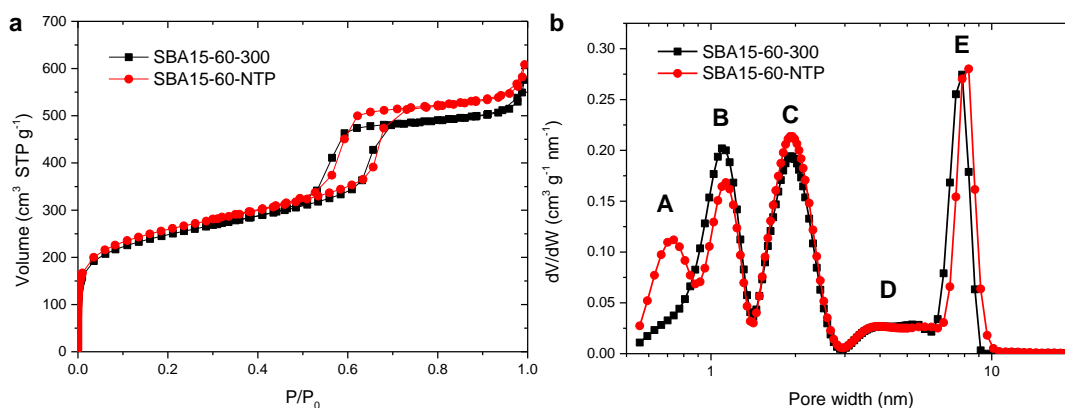 a
700
600
500
400
300
200
100
0
Volume (cm³ STP g⁻¹)
SBA15-60-300
SBA15-60-NTP
0.0 0.2 0.4 0.6 0.8 1.0
P/P₀
b
0.30
0.25
0.20
0.15
0.10
0.05
0.00
dV/dW (cm³ g⁻¹ nm⁻¹)
SBA15-60-300
SBA15-60-NTP
A
B
C
D
E
1 10
Pore width (nm)